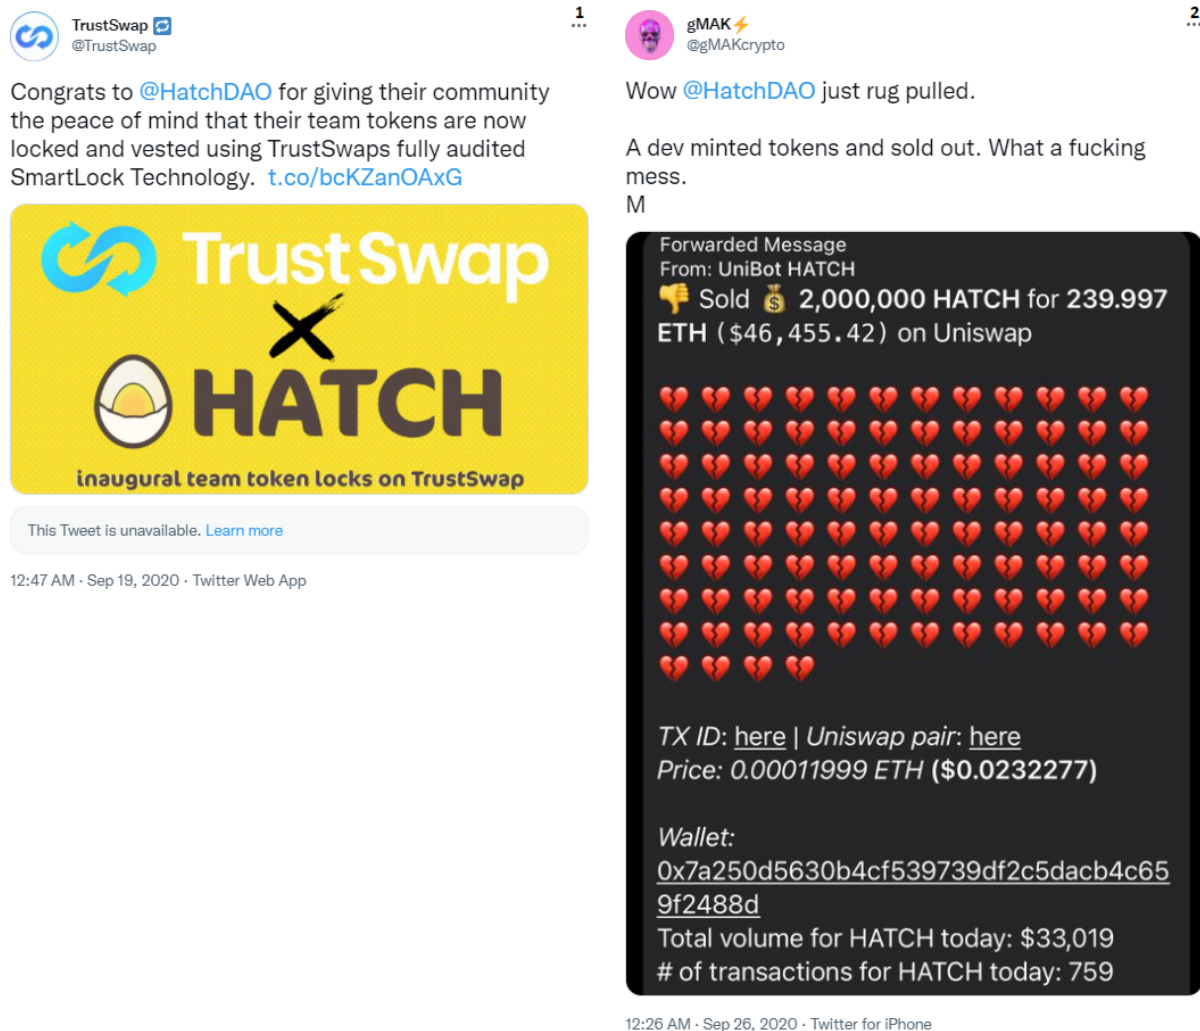 TrustSwap
@TrustSwap
1
Congrats to @HatchDAO for giving their community
the peace of mind that their team tokens are now
locked and vested using TrustSwaps fully audited
SmartLock Technology. t.co/bcKZanOAxG
TrustSwap
X
HATCH
inaugural team token locks on TrustSwap
This Tweet is unavailable. Learn more
12:47 AM · Sep 19, 2020 · Twitter Web App
gMAK⚡
@gMAKcrypto
2
Wow @HatchDAO just rug pulled.
A dev minted tokens and sold out. What a fucking
mess.
M
Forwarded Message
From: UniBot HATCH
👎 Sold 💰 2,000,000 HATCH for 239.997
ETH ($46,455.42) on Uniswap
💔 💔 💔 💔 💔 💔 💔 💔 💔 💔 💔 💔
💔 💔 💔 💔 💔 💔 💔 💔 💔 💔 💔 💔
💔 💔 💔 💔 💔 💔 💔 💔 💔 💔 💔 💔
💔 💔 💔 💔 💔 💔 💔 💔 💔 💔 💔 💔
💔 💔 💔 💔 💔 💔 💔 💔 💔 💔 💔 💔
💔 💔 💔 💔 💔 💔 💔 💔 💔 💔 💔 💔
💔 💔 💔 💔 💔 💔 💔 💔 💔 💔 💔 💔
💔 💔 💔 💔 💔 💔 💔 💔 💔 💔 💔 💔
💔 💔 💔 💔
TX ID: here | Uniswap pair: here
Price: 0.00011999 ETH ($0.0232277)
Wallet:
0x7a250d5630b4cf539739df2c5dacb4c65
9f2488d
Total volume for HATCH today: $33,019
# of transactions for HATCH today: 759
12:26 AM · Sep 26, 2020 · Twitter for iPhone